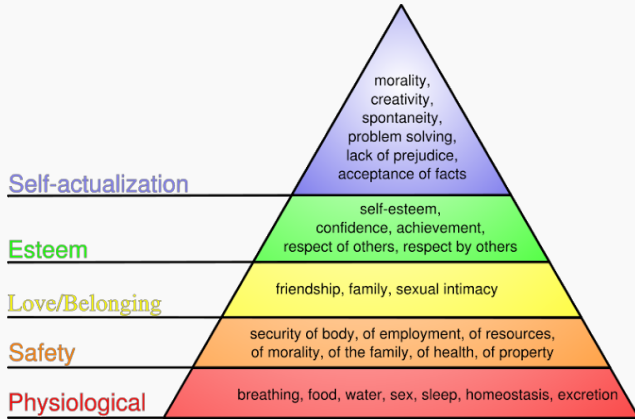 morality,
creativity,
spontaneity,
problem solving,
lack of prejudice,
acceptance of facts
Self-actualization
self-esteem,
confidence, achievement,
respect of others, respect by others
Esteem
friendship, family, sexual intimacy
Love/Belonging
security of body, of employment, of resources,
of morality, of the family, of health, of property
Safety
breathing, food, water, sex, sleep, homeostasis, excretion
Physiological